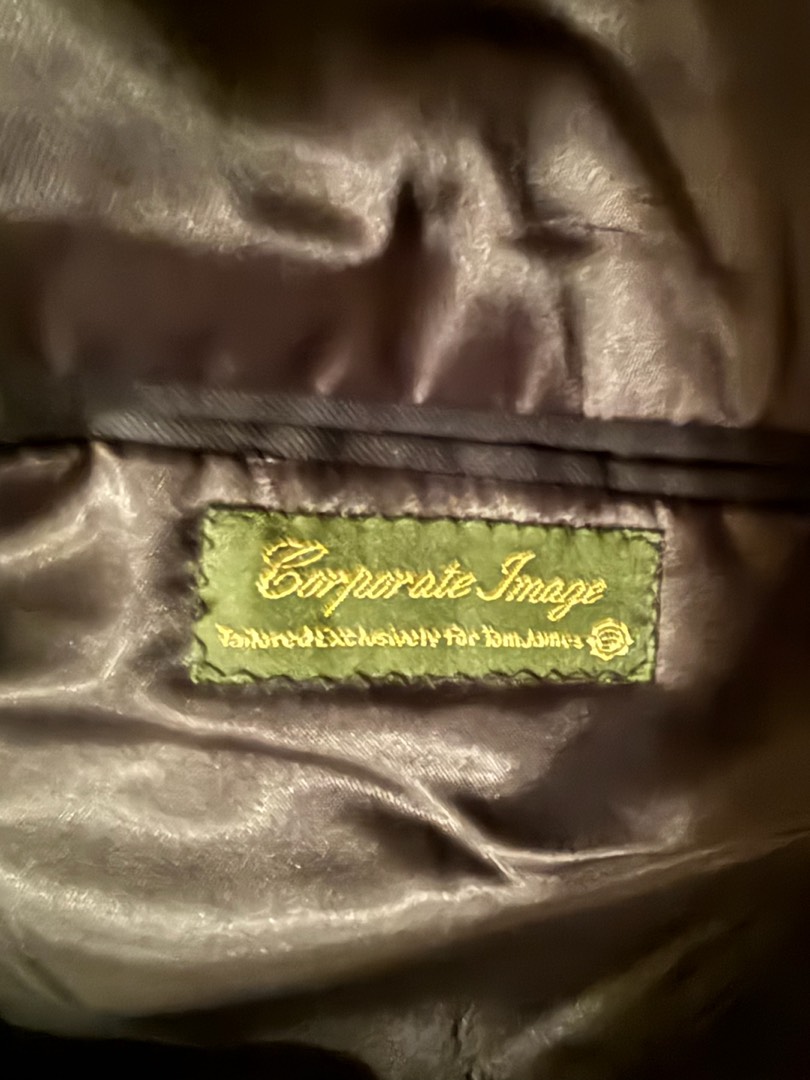 Corporate Image
Tailored Exclusively for Tom James